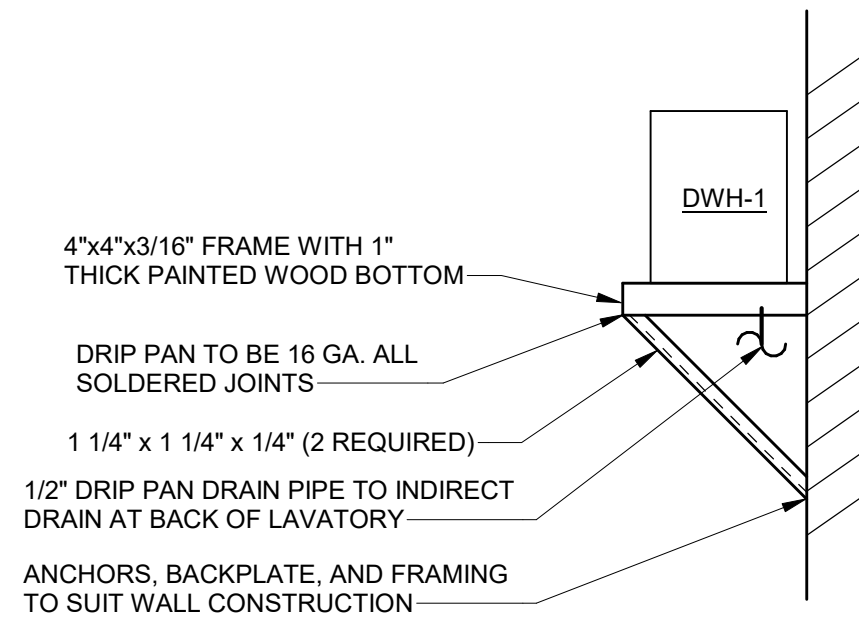 DWH-1
4"x4"x3/16" FRAME WITH 1"
THICK PAINTED WOOD BOTTOM
DRIP PAN TO BE 16 GA. ALL
SOLDERED JOINTS
1 1/4" x 1 1/4" x 1/4" (2 REQUIRED)
1/2" DRIP PAN DRAIN PIPE TO INDIRECT
DRAIN AT BACK OF LAVATORY
ANCHORS, BACKPLATE, AND FRAMING
TO SUIT WALL CONSTRUCTION